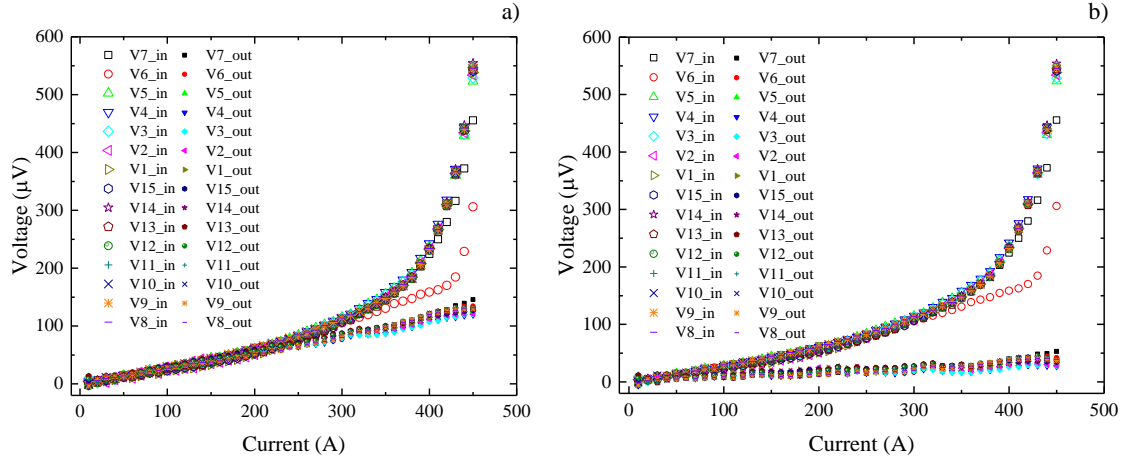 a)
600
500
400
300
200
100
0
Voltage (μV)
V7_in V7_out
V6_in V6_out
V5_in V5_out
V4_in V4_out
V3_in V3_out
V2_in V2_out
V1_in V1_out
V15_in V15_out
V14_in V14_out
V13_in V13_out
V12_in V12_out
V11_in V11_out
V10_in V10_out
V9_in V9_out
V8_in V8_out
0 100 200 300 400 500
Current (A)
b)
600
500
400
300
200
100
0
Voltage (μV)
V7_in V7_out
V6_in V6_out
V5_in V5_out
V4_in V4_out
V3_in V3_out
V2_in V2_out
V1_in V1_out
V15_in V15_out
V14_in V14_out
V13_in V13_out
V12_in V12_out
V11_in V11_out
V10_in V10_out
V9_in V9_out
V8_in V8_out
0 100 200 300 400 500
Current (A)